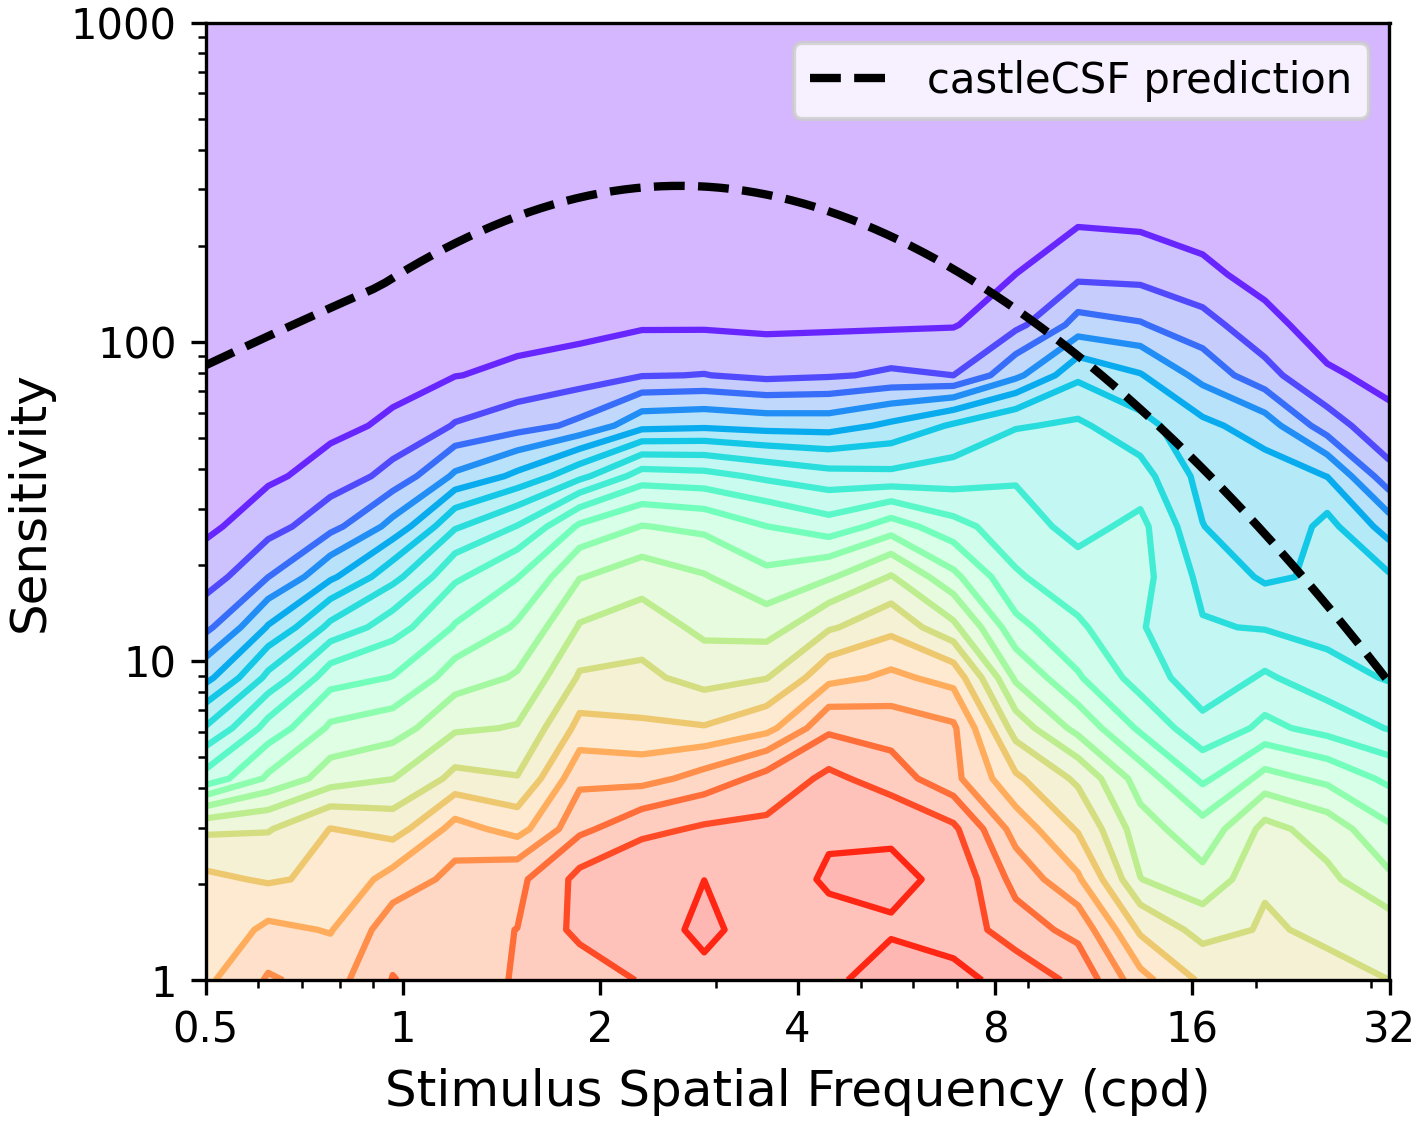 1000
castleCSF prediction
100
Sensitivity
10
1
0.5 1 2 4 8 16 32
Stimulus Spatial Frequency (cpd)